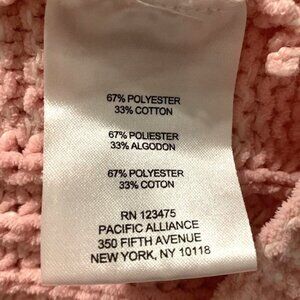 67% POLYESTER
33% COTTON
67% POLIESTER
33% ALGODON
67% POLYESTER
33% COTON
RN 123475
PACIFIC ALLIANCE
350 FIFTH AVENUE
NEW YORK, NY 10118